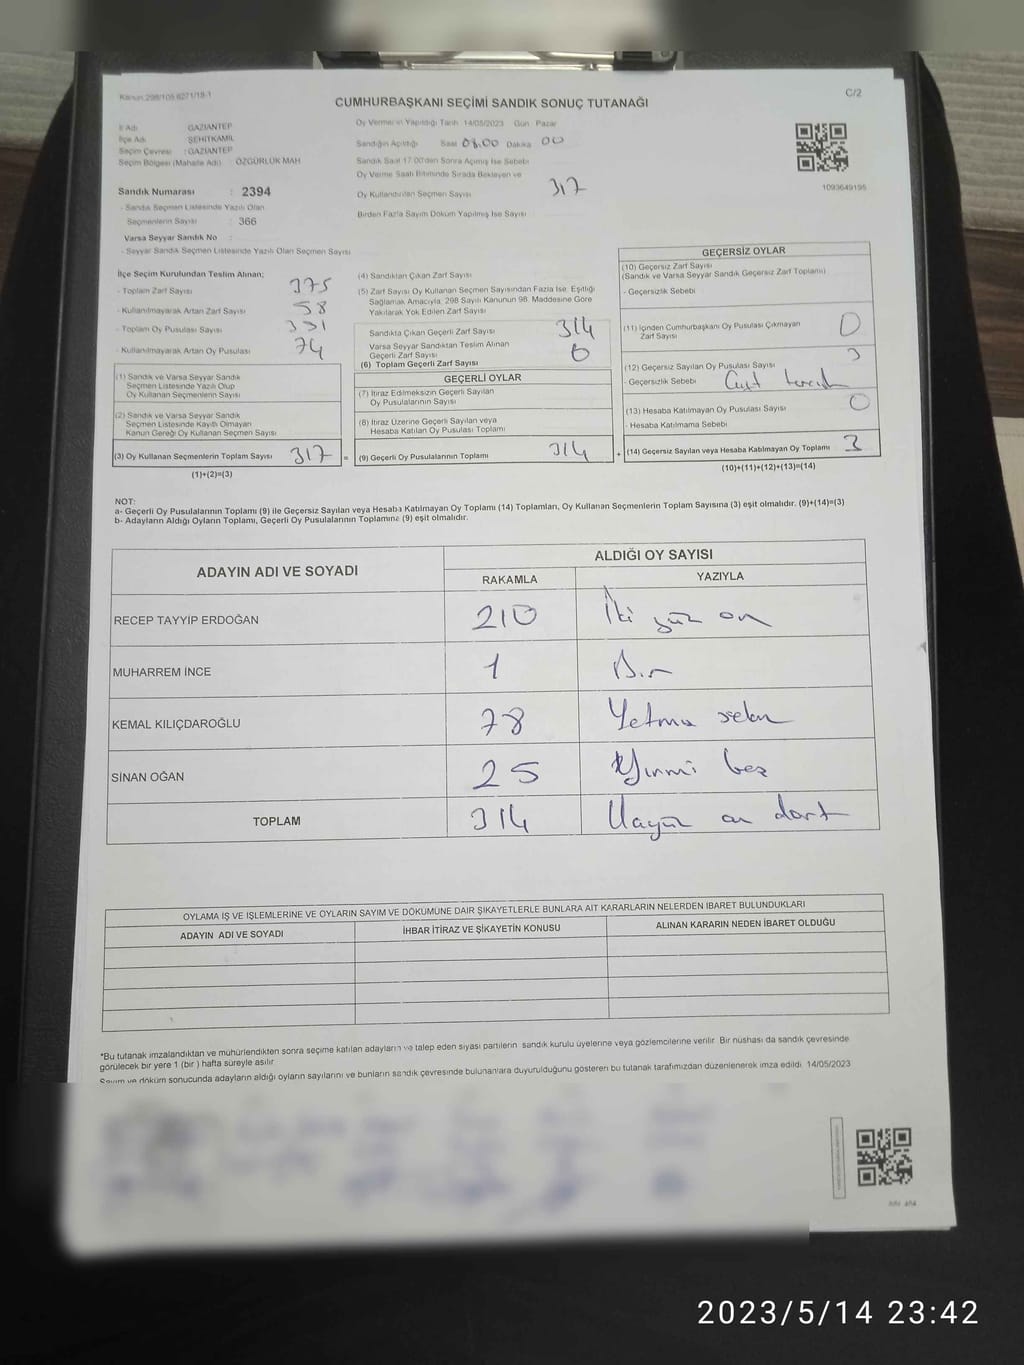 Kanun:298/105 6271/18-1
CUMHURBAŞKANI SEÇİMİ SANDIK SONUÇ TUTANAĞI
C/2
İl Adı : GAZİANTEP
İlçe Adı : ŞEHİTKAMİL
Seçim Çevresi : GAZİANTEP
Seçim Bölgesi (Mahalle Adı) : ÖZGÜRLÜK MAH
Oy Vermenin Yapıldığı Tarih 14/05/2023 Gün Pazar
Sandığın Açıldığı Saat 08.00 Dakika 00
Sandık Saat 17:00'den Sonra Açılmış İse Sebebi
Oy Verme Saati Bitiminde Sırada Bekleyen ve
Oy Kullandırılan Seçmen Sayısı 317
Birden Fazla Sayım Döküm Yapılmış İse Sayısı
1093649195
Sandık Numarası : 2394
- Sandık Seçmen Listesinde Yazılı Olan
Seçmenlerin Sayısı : 366
Varsa Seyyar Sandık No :
- Seyyar Sandık Seçmen Listesinde Yazılı Olan Seçmen Sayısı
İlçe Seçim Kurulundan Teslim Alınan;
- Toplam Zarf Sayısı 375
- Kullanılmayarak Artan Zarf Sayısı 58
- Toplam Oy Pusulası Sayısı
- Kullanılmayarak Artan Oy Pusulası 74
(1) Sandık ve Varsa Seyyar Sandık
Seçmen Listesinde Yazılı Olup
Oy Kullanan Seçmenlerin Sayısı
(2) Sandık ve Varsa Seyyar Sandık
Seçmen Listesinde Kayıtlı Olmayan
Kanun Gereği Oy Kullanan Seçmen Sayısı
(3) Oy Kullanan Seçmenlerin Toplam Sayısı 317 =
(1)+(2)=(3)
(4) Sandıktan Çıkan Zarf Sayısı
(5) Zarf Sayısı Oy Kullanan Seçmen Sayısından Fazla İse, Eşitliği
Sağlamak Amacıyla, 298 Sayılı Kanunun 98. Maddesine Göre
Yakılarak Yok Edilen Zarf Sayısı
Sandıkta Çıkan Geçerli Zarf Sayısı 314
Varsa Seyyar Sandıktan Teslim Alınan
Geçerli Zarf Sayısı 0
(6) Toplam Geçerli Zarf Sayısı
GEÇERLİ OYLAR
(7) İtiraz Edilmeksizin Geçerli Sayılan
Oy Pusulalarının Sayısı
(8) İtiraz Üzerine Geçerli Sayılan veya
Hesaba Katılan Oy Pusulası Toplamı
(9) Geçerli Oy Pusulalarının Toplamı 314 +
GEÇERSİZ OYLAR
(10) Geçersiz Zarf Sayısı
(Sandık ve Varsa Seyyar Sandık Geçersiz Zarf Toplamı)
- Geçersizlik Sebebi
(11) İçinden Cumhurbaşkanı Oy Pusulası Çıkmayan
Zarf Sayısı 0
(12) Geçersiz Sayılan Oy Pusulası Sayısı 3
- Geçersizlik Sebebi Çift tercih
(13) Hesaba Katılmayan Oy Pusulası Sayısı 0
- Hesaba Katılmama Sebebi
(14) Geçersiz Sayılan veya Hesaba Katılmayan Oy Toplamı 3
(10)+(11)+(12)+(13)=(14)
NOT:
a- Geçerli Oy Pusulalarının Toplamı (9) ile Geçersiz Sayılan veya Hesaba Katılmayan Oy Toplamı (14) Toplamları, Oy Kullanan Seçmenlerin Toplam Sayısına (3) eşit olmalıdır. (9)+(14)=(3)
b- Adayların Aldığı Oyların Toplamı, Geçerli Oy Pusulalarının Toplamına (9) eşit olmalıdır.
ADAYIN ADI VE SOYADI
ALDIĞI OY SAYISI
RAKAMLA YAZIYLA
RECEP TAYYİP ERDOĞAN 210 İki yüz on
MUHARREM İNCE 1 Bir
KEMAL KILIÇDAROĞLU 78 Yetmiş sekiz
SİNAN OĞAN 25 Yirmi beş
TOPLAM 314 Üçyüz on dört
OYLAMA İŞ VE İŞLEMLERİNE VE OYLARIN SAYIM VE DÖKÜMÜNE DAİR ŞİKAYETLERLE BUNLARA AİT KARARLARIN NELERDEN İBARET BULUNDUKLARI
ADAYIN ADI VE SOYADI İHBAR İTİRAZ VE ŞİKAYETİN KONUSU ALINAN KARARIN NEDEN İBARET OLDUĞU
*Bu tutanak imzalandıktan ve mühürlendikten sonra seçime katılan adayların ve talep eden siyasi partilerin sandık kurulu üyelerine veya gözlemcilerine verilir. Bir nüshası da sandık çevresinde
görülecek bir yere 1 (bir) hafta süreyle asılır.
Sayım ve döküm sonucunda adayların aldığı oyların sayılarını ve bunların sandık çevresinde bulunanlara duyurulduğunu gösteren bu tutanak tarafımızdan düzenlenerek imza edildi. 14/05/2023
2023/5/14 23:42